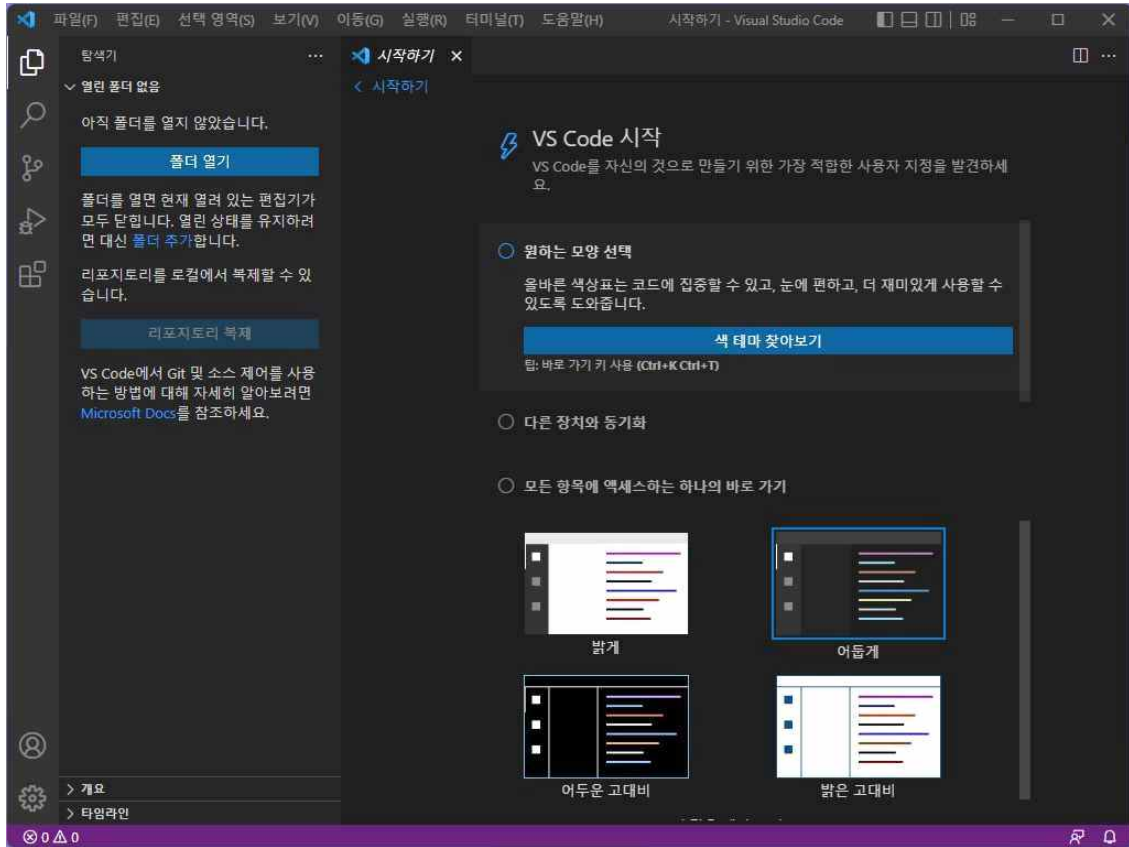 파일(F) 편집(E) 선택 영역(S) 보기(V) 이동(G) 실행(R) 터미널(T) 도움말(H) 시작하기 - Visual Studio Code
탐색기
열린 폴더 없음
아직 폴더를 열지 않았습니다.
폴더 열기
폴더를 열면 현재 열려 있는 편집기가
모두 닫힙니다. 열린 상태를 유지하려
면 대신 폴더 추가합니다.
리포지토리를 로컬에서 복제할 수 있
습니다.
리포지토리 복제
VS Code에서 Git 및 소스 제어를 사용
하는 방법에 대해 자세히 알아보려면
Microsoft Docs를 참조하세요.
개요
타임라인
시작하기
시작하기
VS Code 시작
VS Code를 자신의 것으로 만들기 위한 가장 적합한 사용자 지정을 발견하세
요.
원하는 모양 선택
올바른 색상표는 코드에 집중할 수 있고, 눈에 편하고, 더 재미있게 사용할 수
있도록 도와줍니다.
색 테마 찾아보기
팁: 바로 가기 키 사용 (Ctrl+K Ctrl+T)
다른 장치와 동기화
모든 항목에 액세스하는 하나의 바로 가기
밝게
어둡게
어두운 고대비
밝은 고대비
0 0